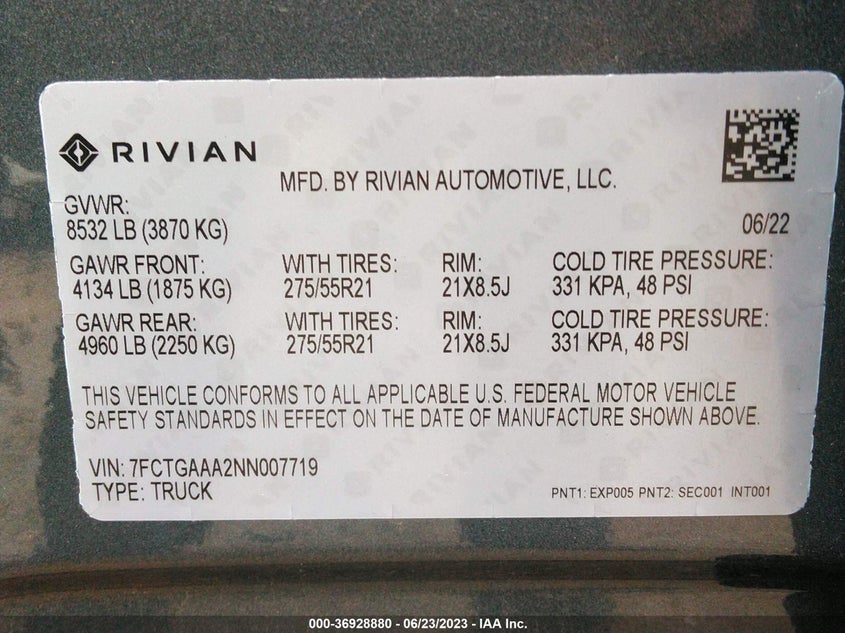 RIVIAN
MFD. BY RIVIAN AUTOMOTIVE, LLC.
GVWR:
8532 LB (3870 KG) 06/22
GAWR FRONT: WITH TIRES: RIM: COLD TIRE PRESSURE:
4134 LB (1875 KG) 275/55R21 21X8.5J 331 KPA, 48 PSI
GAWR REAR: WITH TIRES: RIM: COLD TIRE PRESSURE:
4960 LB (2250 KG) 275/55R21 21X8.5J 331 KPA, 48 PSI
THIS VEHICLE CONFORMS TO ALL APPLICABLE U.S. FEDERAL MOTOR VEHICLE
SAFETY STANDARDS IN EFFECT ON THE DATE OF MANUFACTURE SHOWN ABOVE.
VIN: 7FCTGAAA2NN007719
TYPE: TRUCK PNT1: EXP005 PNT2: SEC001 INT001
000-36928880 - 06/23/2023 - IAA Inc.